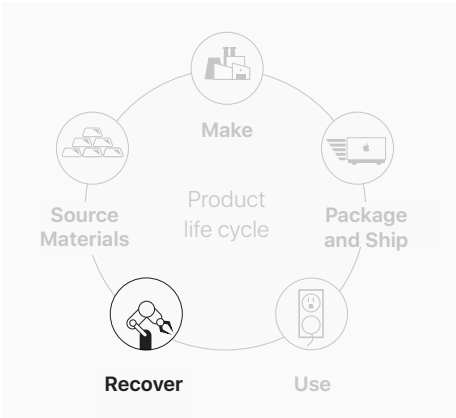 Make
Product
life cycle
Source
Materials
Package
and Ship
Recover
Use